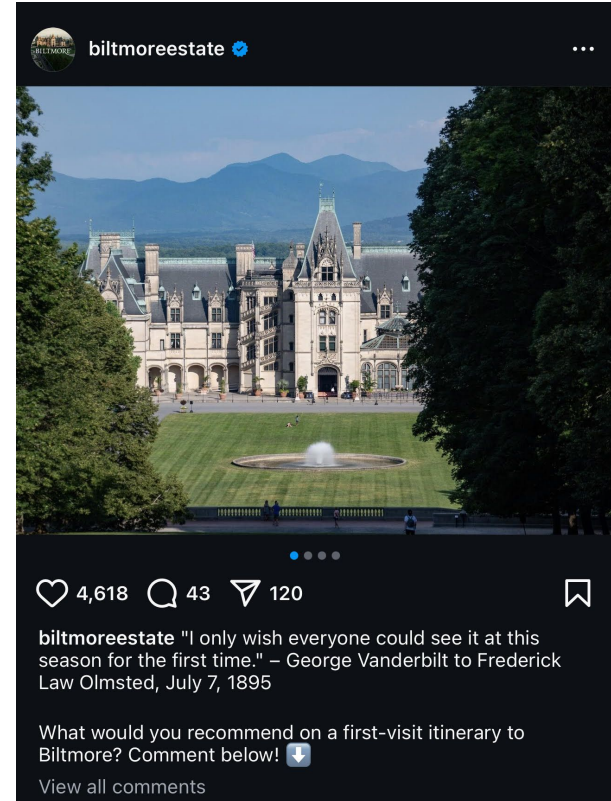 BILTMORE
biltmoreestate
4,618 43 120
biltmoreestate "I only wish everyone could see it at this
season for the first time." – George Vanderbilt to Frederick
Law Olmsted, July 7, 1895
What would you recommend on a first-visit itinerary to
Biltmore? Comment below! ⬇️
View all comments